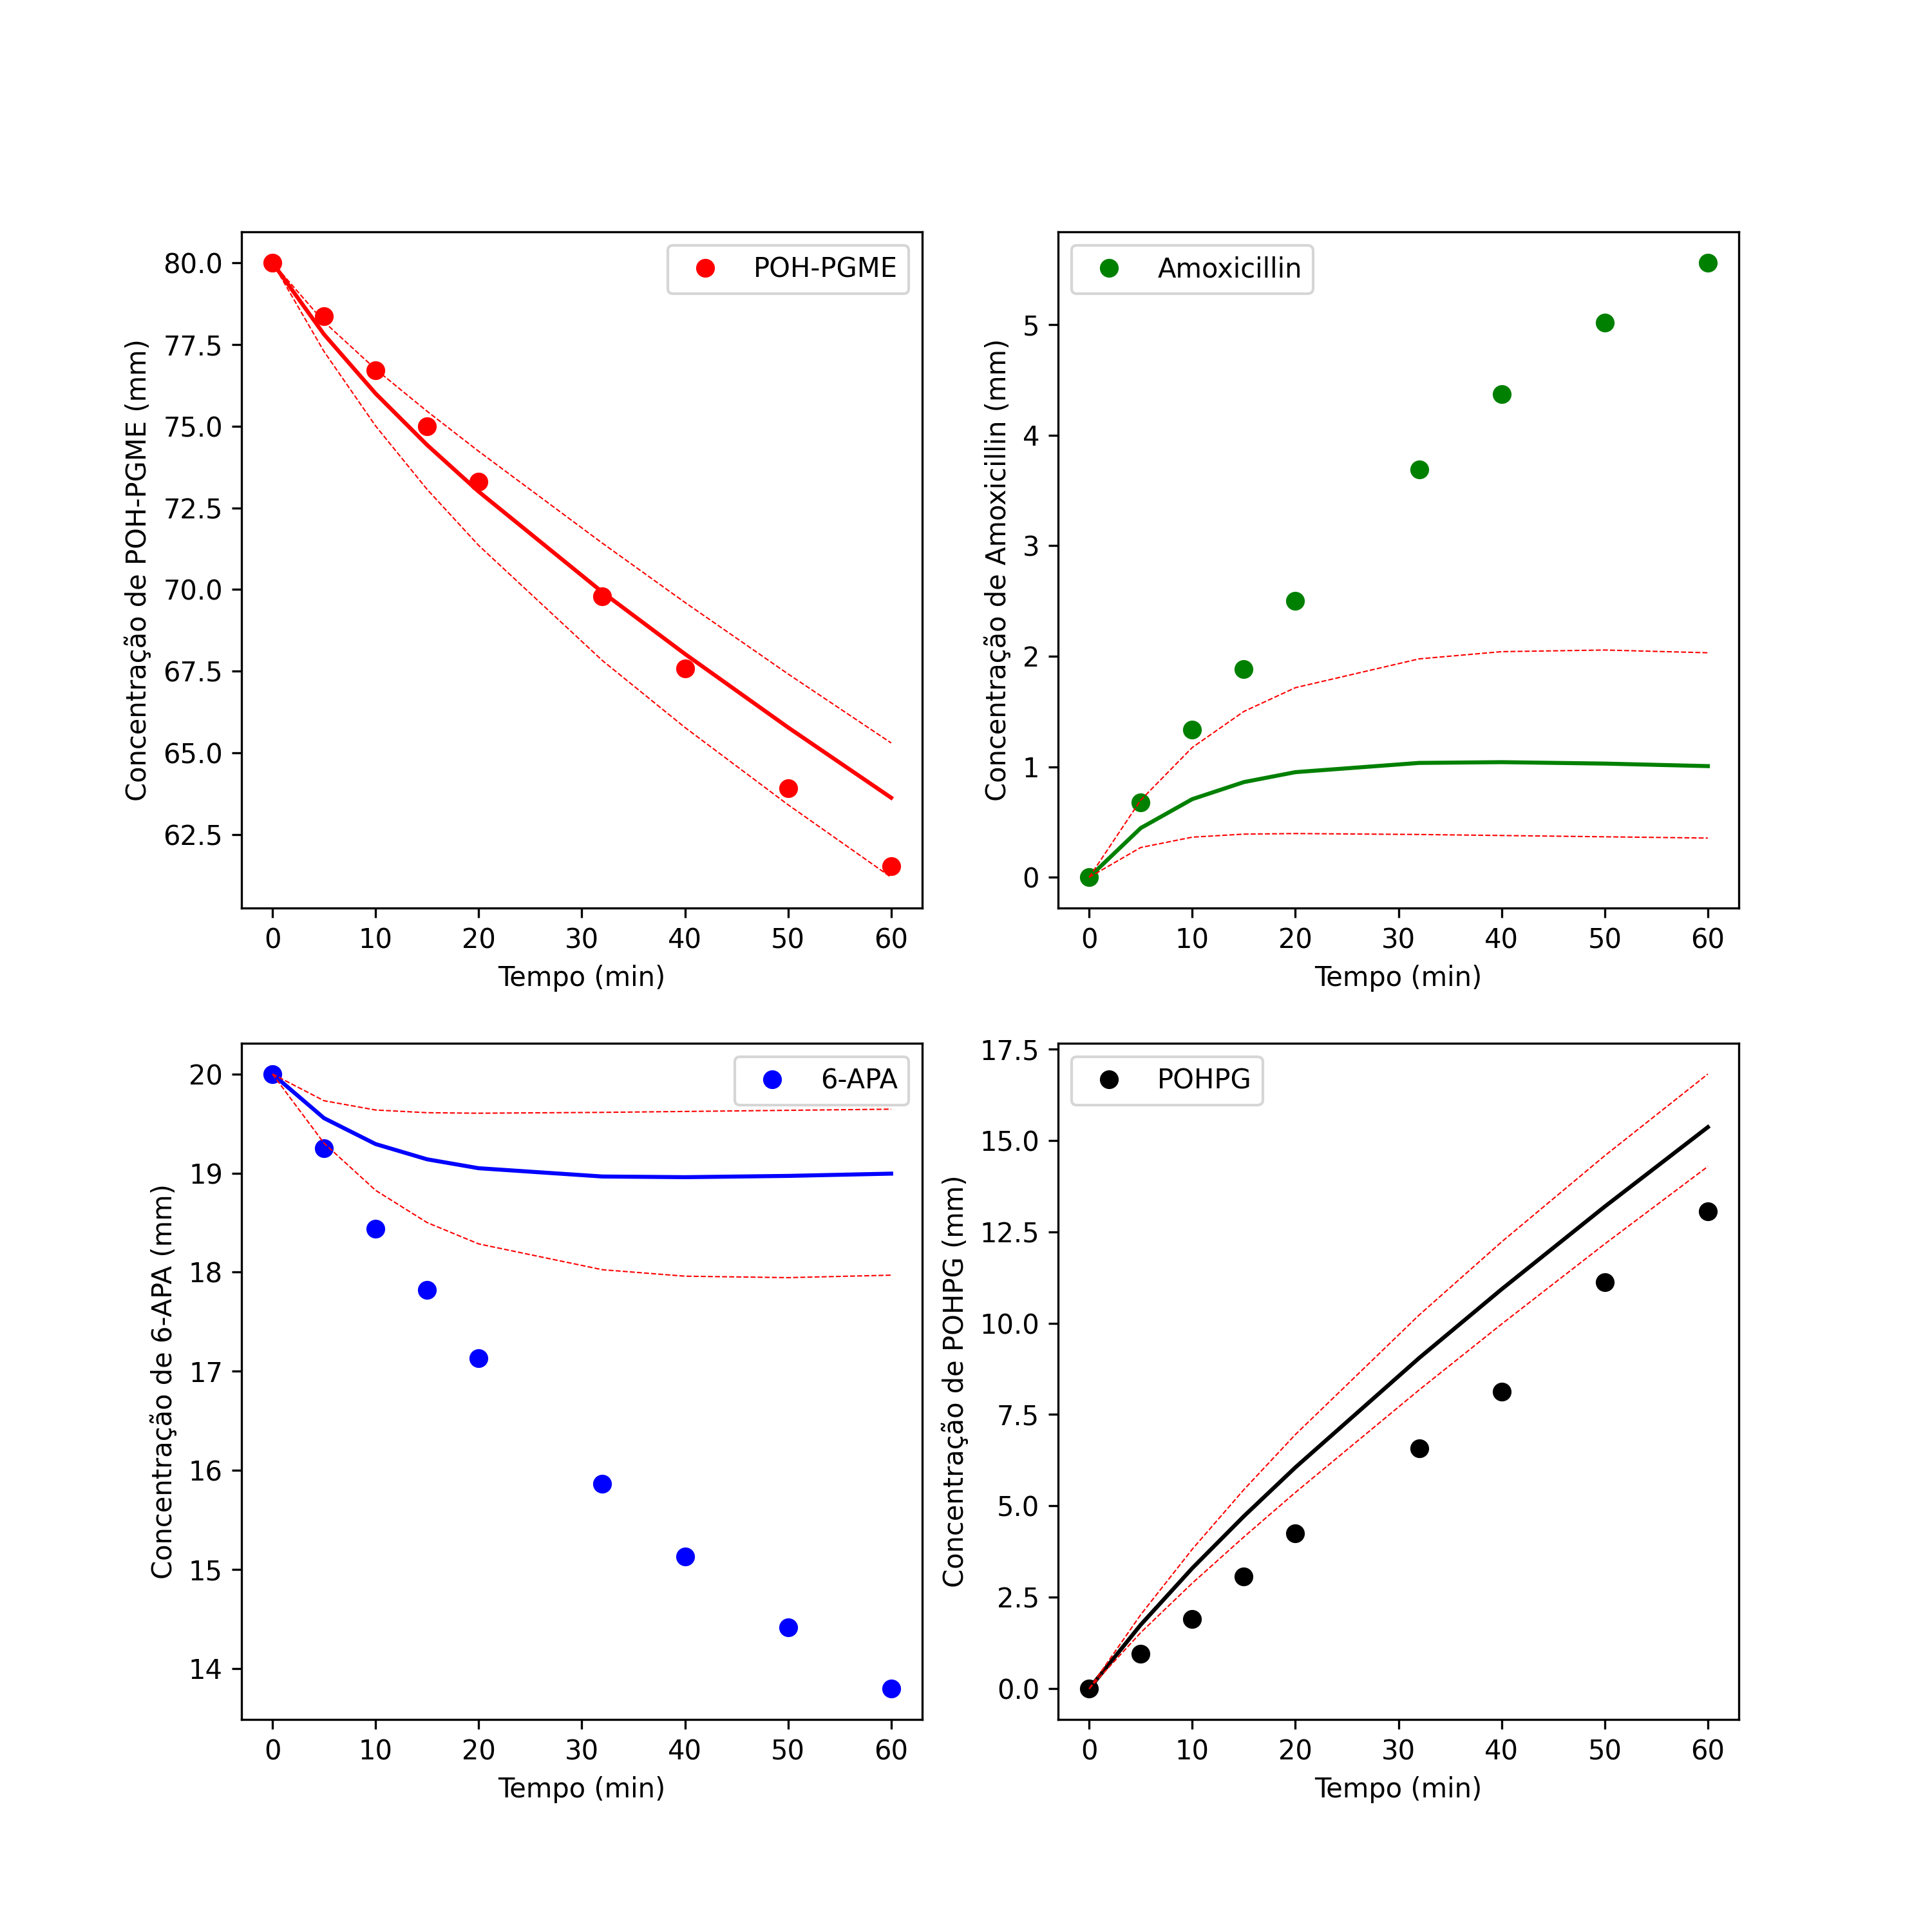 POH-PGME
80.0
77.5
75.0
72.5
70.0
67.5
65.0
62.5
Concentração de POH-PGME (mm)
0 10 20 30 40 50 60
Tempo (min)
Amoxicillin
5
4
3
2
1
0
Concentração de Amoxicillin (mm)
0 10 20 30 40 50 60
Tempo (min)
6-APA
20
19
18
17
16
15
14
Concentração de 6-APA (mm)
0 10 20 30 40 50 60
Tempo (min)
POHPG
17.5
15.0
12.5
10.0
7.5
5.0
2.5
0.0
Concentração de POHPG (mm)
0 10 20 30 40 50 60
Tempo (min)